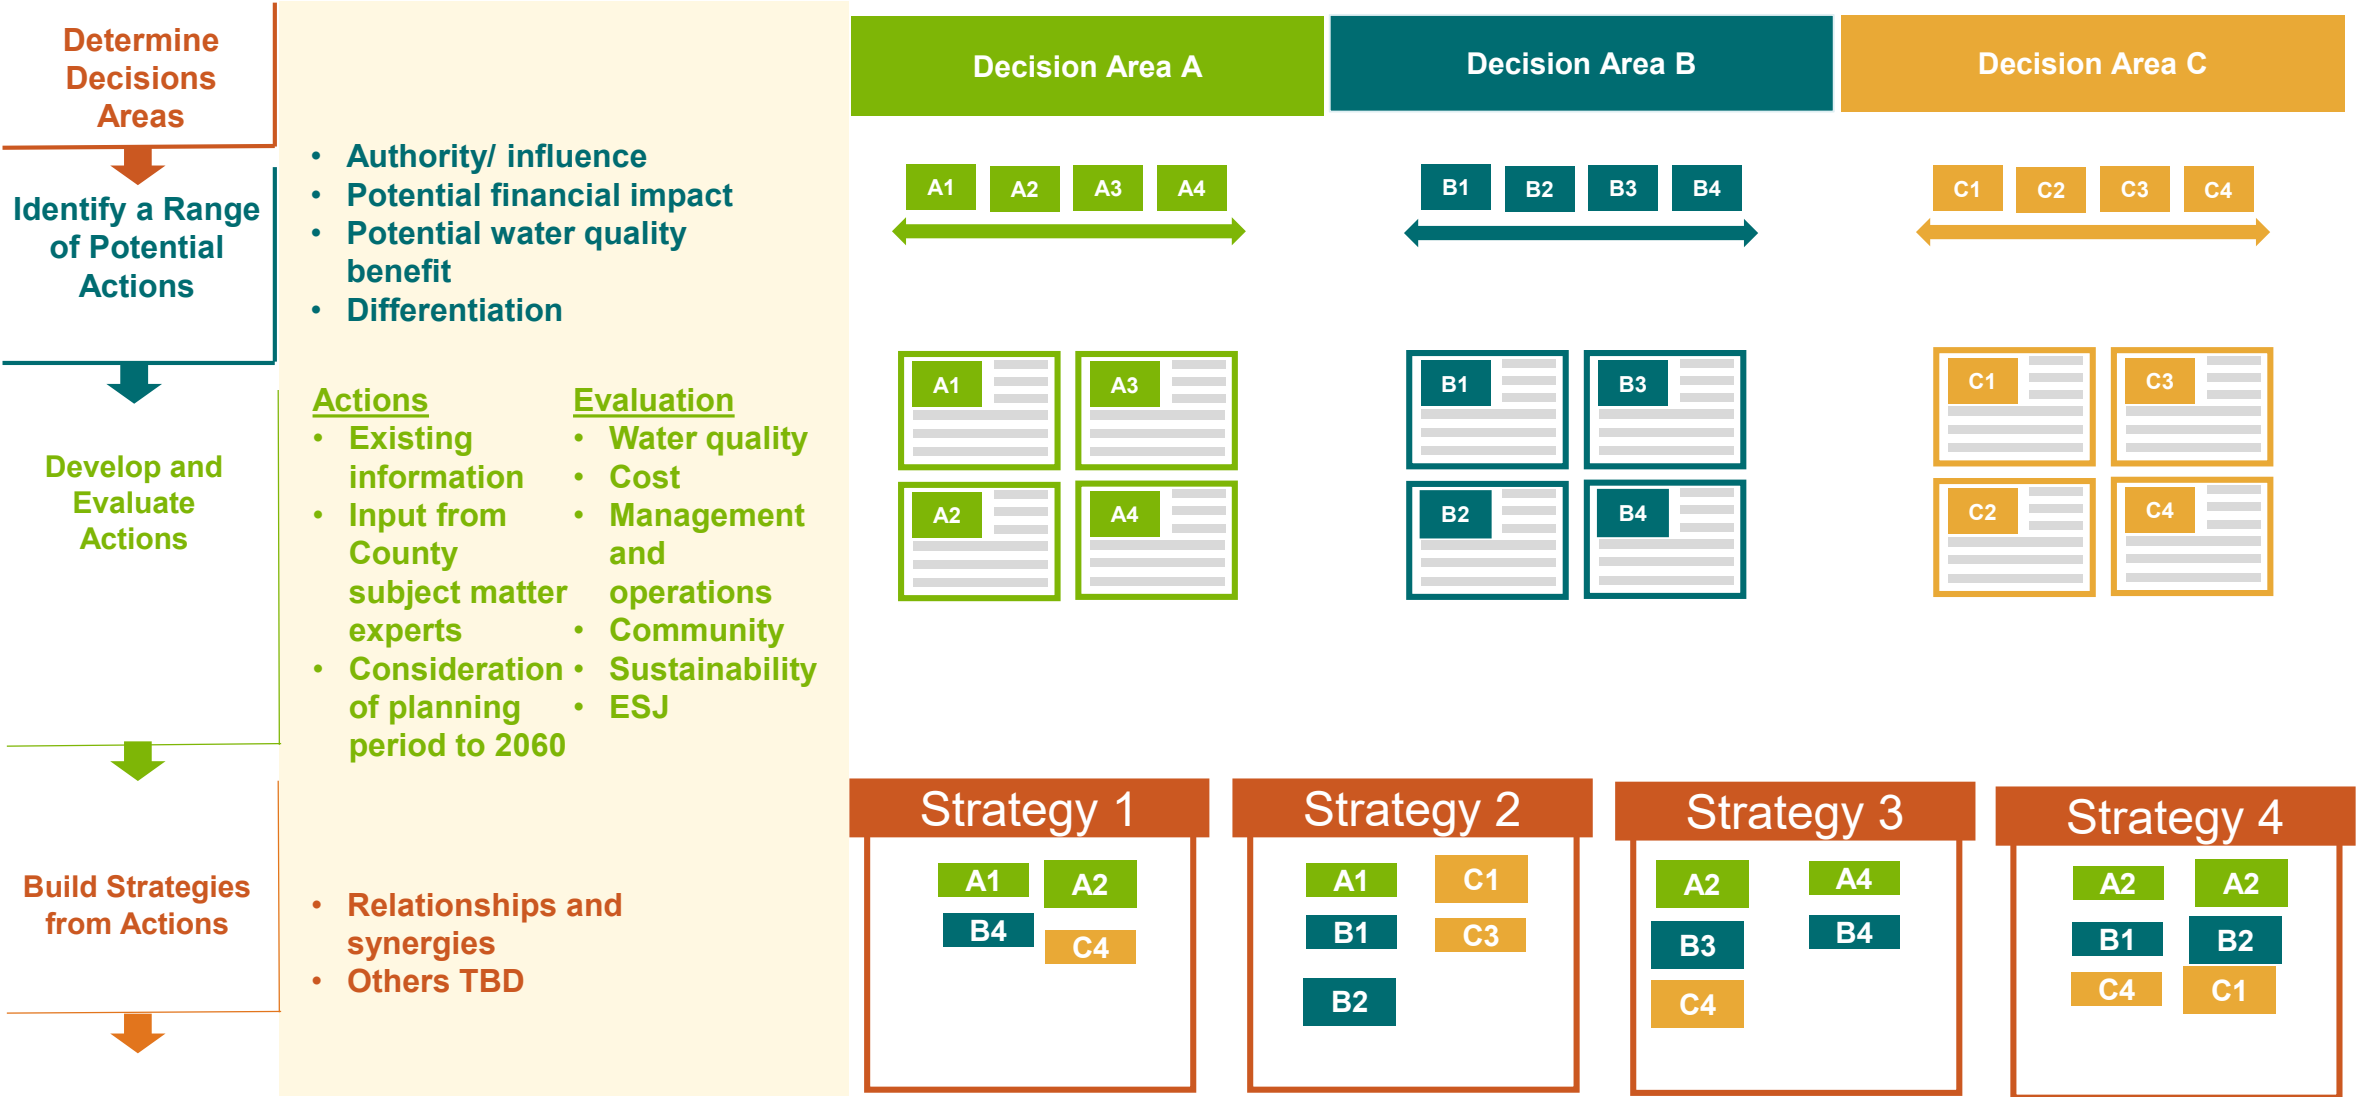 Determine
Decisions
Areas
Identify a Range
of Potential
Actions
Develop and
Evaluate
Actions
Build Strategies
from Actions
• Authority/ influence
• Potential financial impact
• Potential water quality
benefit
• Differentiation
Actions
• Existing
information
• Input from
County
subject matter
experts
• Consideration
of planning
period to 2060
Evaluation
• Water quality
• Cost
• Management
and
operations
• Community
• Sustainability
• ESJ
• Relationships and
synergies
• Others TBD
Decision Area A
Decision Area B
Decision Area C
A1 A2 A3 A4
B1 B2 B3 B4
C1 C2 C3 C4
A1 A3
A2 A4
B1 B3
B2 B4
C1 C3
C2 C4
Strategy 1
A1 A2
B4 C4
Strategy 2
A1 C1
B1 C3
B2
Strategy 3
A2 A4
B3 B4
C4
Strategy 4
A2 A2
B1 B2
C4 C1